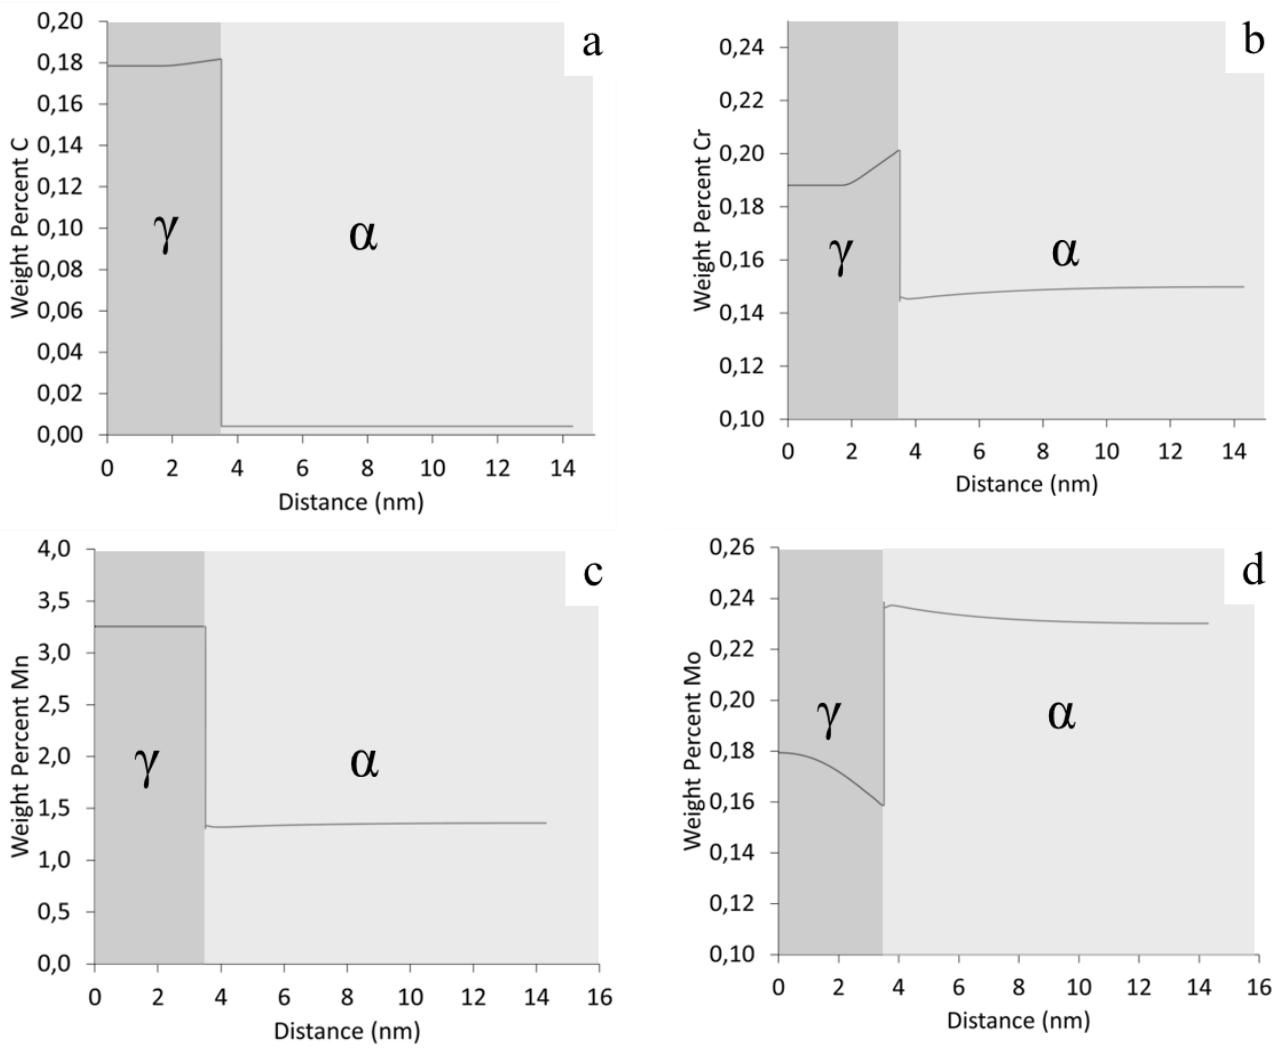 a
0,20
0,18
0,16
0,14
0,12
0,10
0,08
0,06
0,04
0,02
0,00
Weight Percent C
γ
α
0 2 4 6 8 10 12 14
Distance (nm)
b
0,24
0,22
0,20
0,18
0,16
0,14
0,12
0,10
Weight Percent Cr
γ
α
0 2 4 6 8 10 12 14
Distance (nm)
c
4,0
3,5
3,0
2,5
2,0
1,5
1,0
0,5
0,0
Weight Percent Mn
γ
α
0 2 4 6 8 10 12 14 16
Distance (nm)
d
0,26
0,24
0,22
0,20
0,18
0,16
0,14
0,12
0,10
Weight Percent Mo
γ
α
0 2 4 6 8 10 12 14 16
Distance (nm)